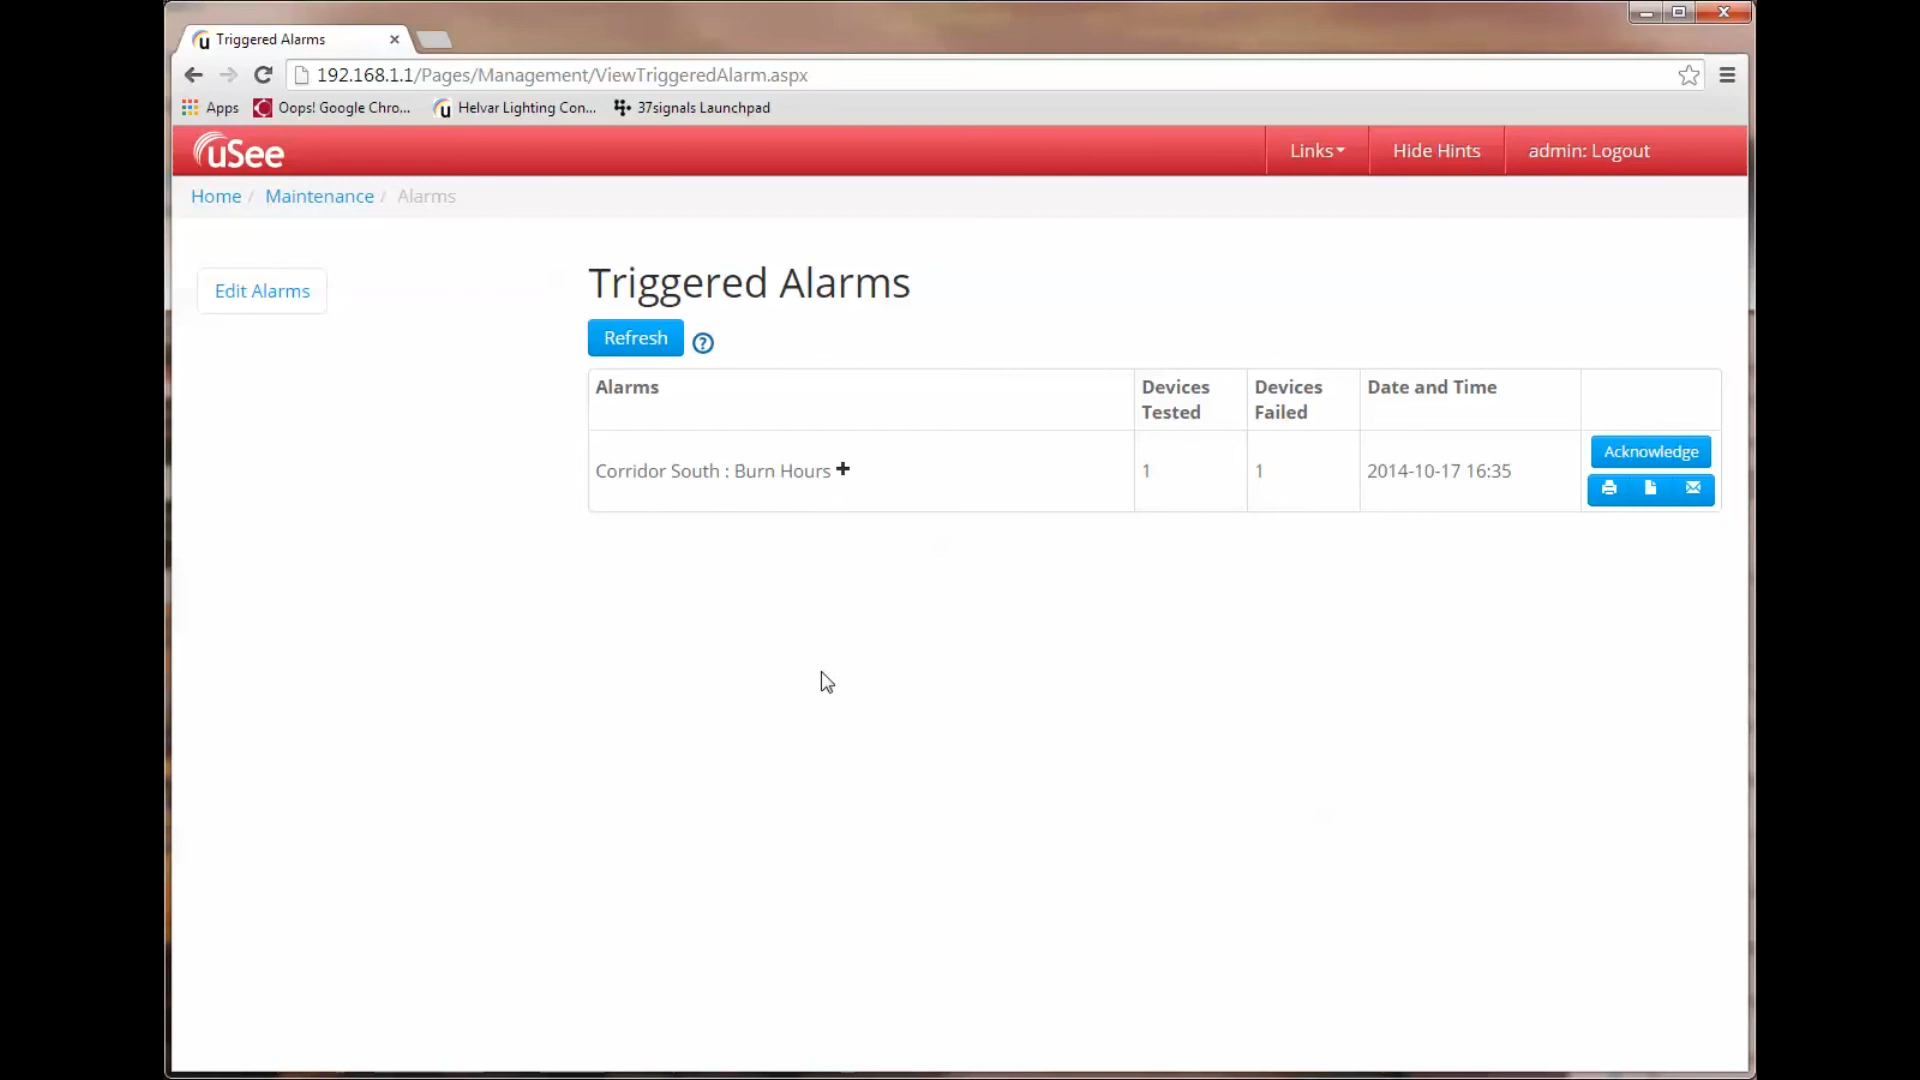 Triggered Alarms
192.168.1.1/Pages/Management/ViewTriggeredAlarm.aspx
Apps Oops! Google Chro... Helvar Lighting Con... 37signals Launchpad
uSee Links Hide Hints admin: Logout
Home / Maintenance / Alarms
Edit Alarms
Triggered Alarms
Refresh ?
Alarms Devices Tested Devices Failed Date and Time
Corridor South : Burn Hours + 1 1 2014-10-17 16:35 Acknowledge